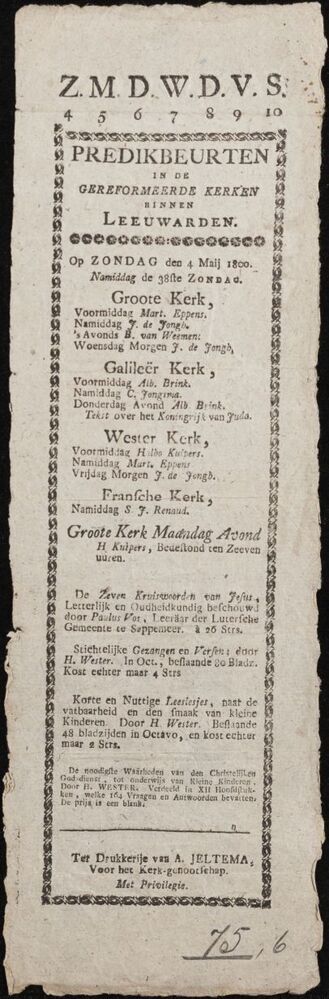 Z. M. D. W. D. V. S.
4 5 6 7 8 9 10
PREDIKBEURTEN
IN DE
GEREFORMEERDE KERKEN
BINNEN
LEEUWARDEN.
Op ZONDAG den 4 Maij 1800.
Namiddag de 38ste ZONDAG.
Groote Kerk,
Voormiddag Mart. Eppens.
Namiddag J. de Jongh.
's Avonds B. van Weemen.
Woensdag Morgen J. de Jongh,
Galileër Kerk,
Voormiddag Alb. Brink.
Namiddag C. Jongsma.
Donderdag Avond Alb. Brink.
Tekst over het Koningrijk van Juda.
Wester Kerk,
Voormiddag Hilbo Kuipers.
Namiddag Mart. Eppens
Vrijdag Morgen J. de Jongh.
Fransche Kerk,
Namiddag S. J. Renaud.
Groote Kerk Maandag Avond
H Kuipers, Bedestond ten Zeeven
uuren.
De Zeven Kruiswoorden van Jesus,
Letterlijk en Oudheidkundig beschouwd
door Paulus Vot, Leeräar der Lutersche
Gemeente te Sappemeer. à 26 Strs.
Stichtelijke Gezangen en Versen; door
H. Wester. In Oct., beslaande 80 Bladz.
Kost echter maar 4 Strs
Korte en Nuttige Leeslesjes, naar de
vatbaarheid en den smaak van kleine
Kinderen. Door H. Wester. Beslaande
48 bladzijden in Octavo, en kost echter
maar 2 Strs.
De noodigste Waarheden van den Christelijken
Godsdienst, tot onderwijs van Kleine Kinderen.
Door H. WESTER. Verdeeld in XII Hoofdstuk-
ken, welke 164 Vraagen en Antwoorden bevatten.
De prijs is een blank.
Ter Drukkerije van A. JELTEMA,
Voor het Kerk-genootschap.
Met Privilegie.
75,6